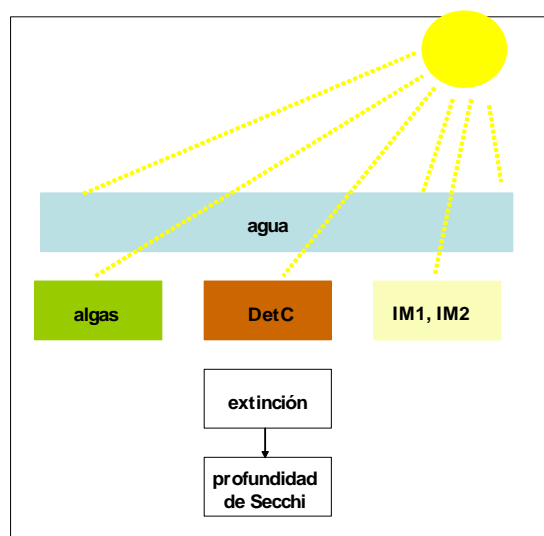 agua
algas
DetC
IM1, IM2
extinción
profundidad
de Secchi